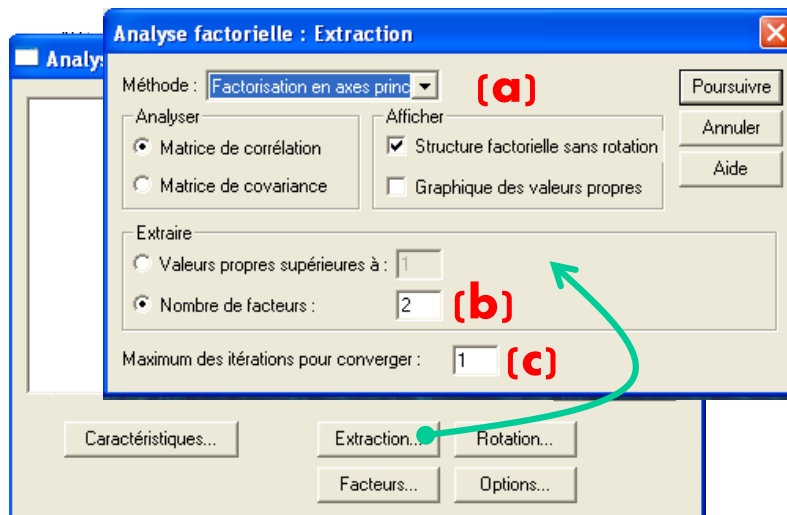 Analyse factorielle : Extraction
Analys
Méthode : Factorisation en axes princ (a)
Poursuivre
Annuler
Aide
Analyser
Matrice de corrélation
Matrice de covariance
Afficher
Structure factorielle sans rotation
Graphique des valeurs propres
Extraire
Valeurs propres supérieures à : 1
Nombre de facteurs : 2 (b)
Maximum des itérations pour converger : 1 (c)
Caractéristiques... Extraction... Rotation...
Facteurs... Options...